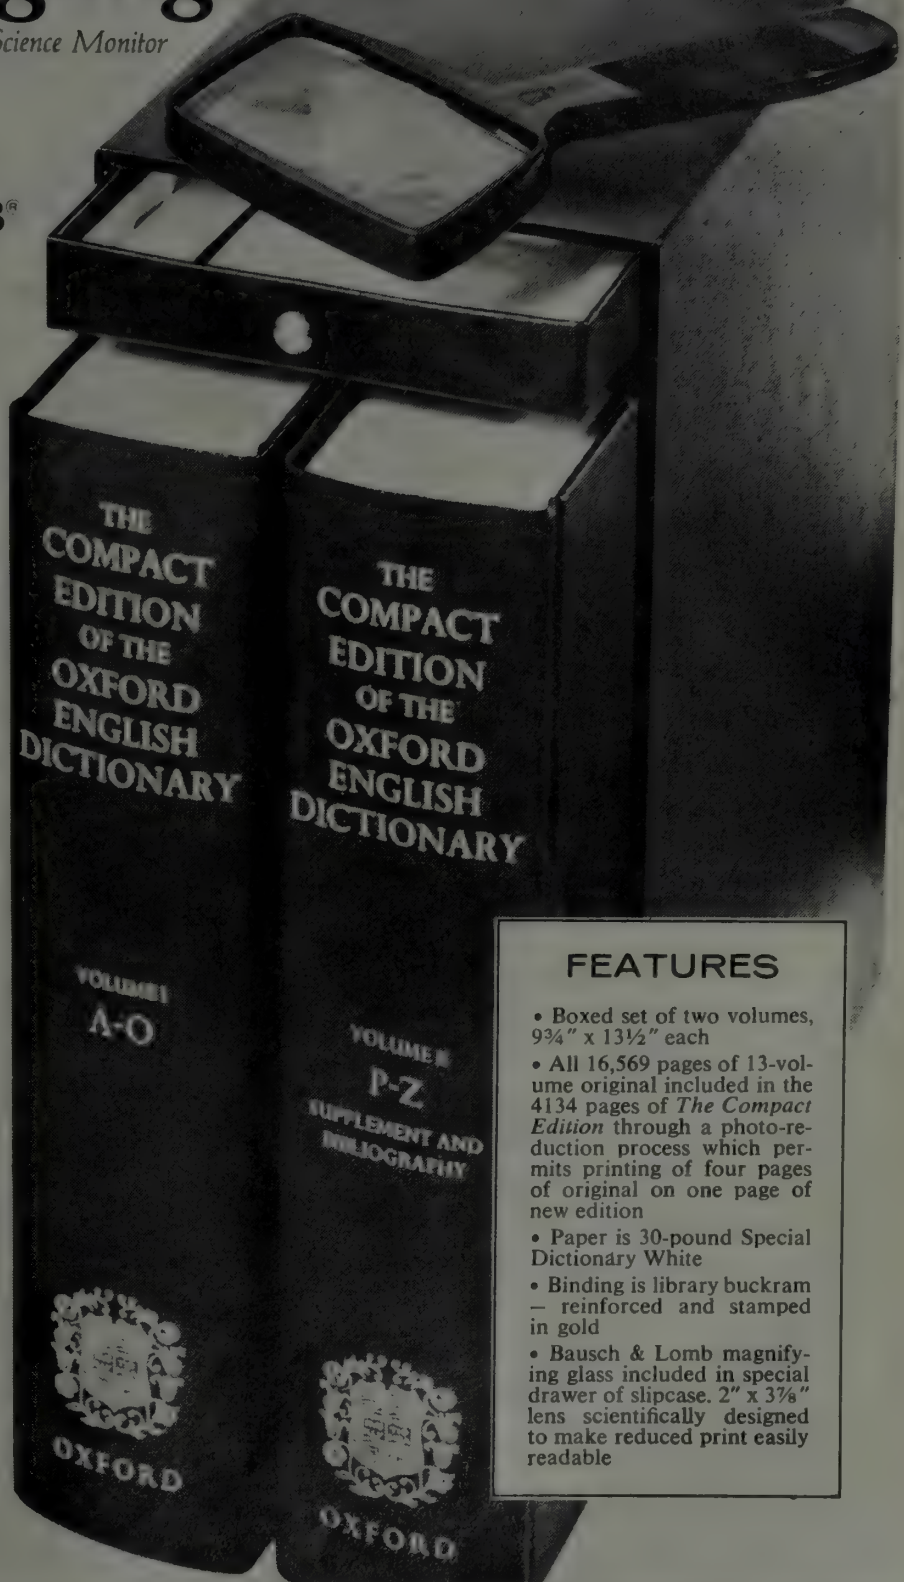 Science Monitor
THE
COMPACT
EDITION
OF THE
OXFORD
ENGLISH
DICTIONARY
VOLUME I
A-O
OXFORD
THE
COMPACT
EDITION
OF THE
OXFORD
ENGLISH
DICTIONARY
VOLUME II
P-Z
SUPPLEMENT AND
BIBLIOGRAPHY
OXFORD
FEATURES
• Boxed set of two volumes,
9¾" x 13½" each
• All 16,569 pages of 13-vol-
ume original included in the
4134 pages of The Compact
Edition through a photo-re-
duction process which per-
mits printing of four pages
of original on one page of
new edition
• Paper is 30-pound Special
Dictionary White
• Binding is library buckram
— reinforced and stamped
in gold
• Bausch & Lomb magnify-
ing glass included in special
drawer of slipcase. 2" x 3⅞"
lens scientifically designed
to make reduced print easily
readable